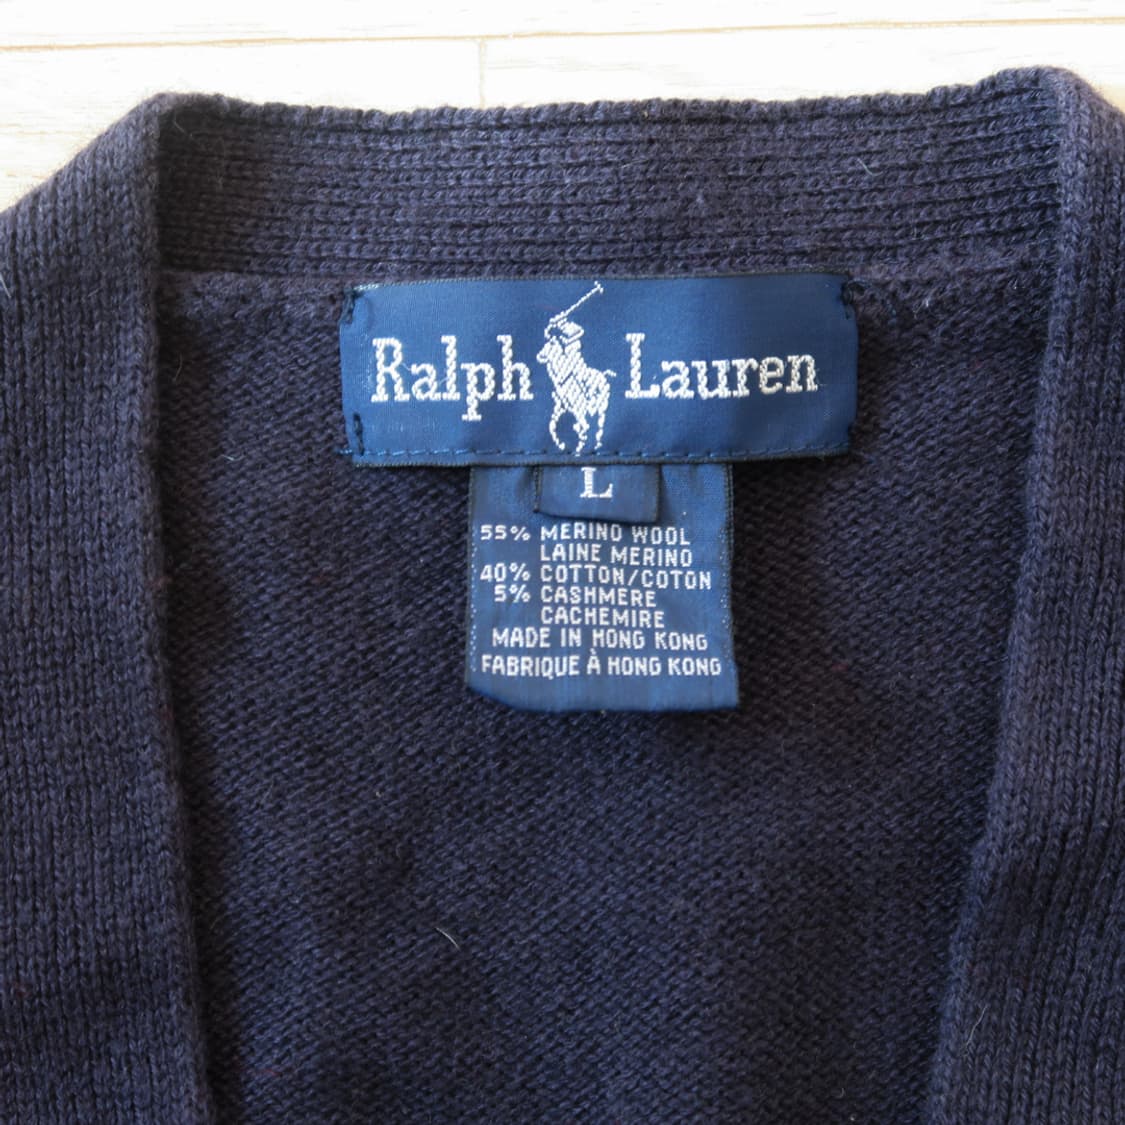 Ralph Lauren
L
55% MERINO WOOL
LAINE MERINO
40% COTTON/COTON
5% CASHMERE
CACHEMIRE
MADE IN HONG KONG
FABRIQUE À HONG KONG